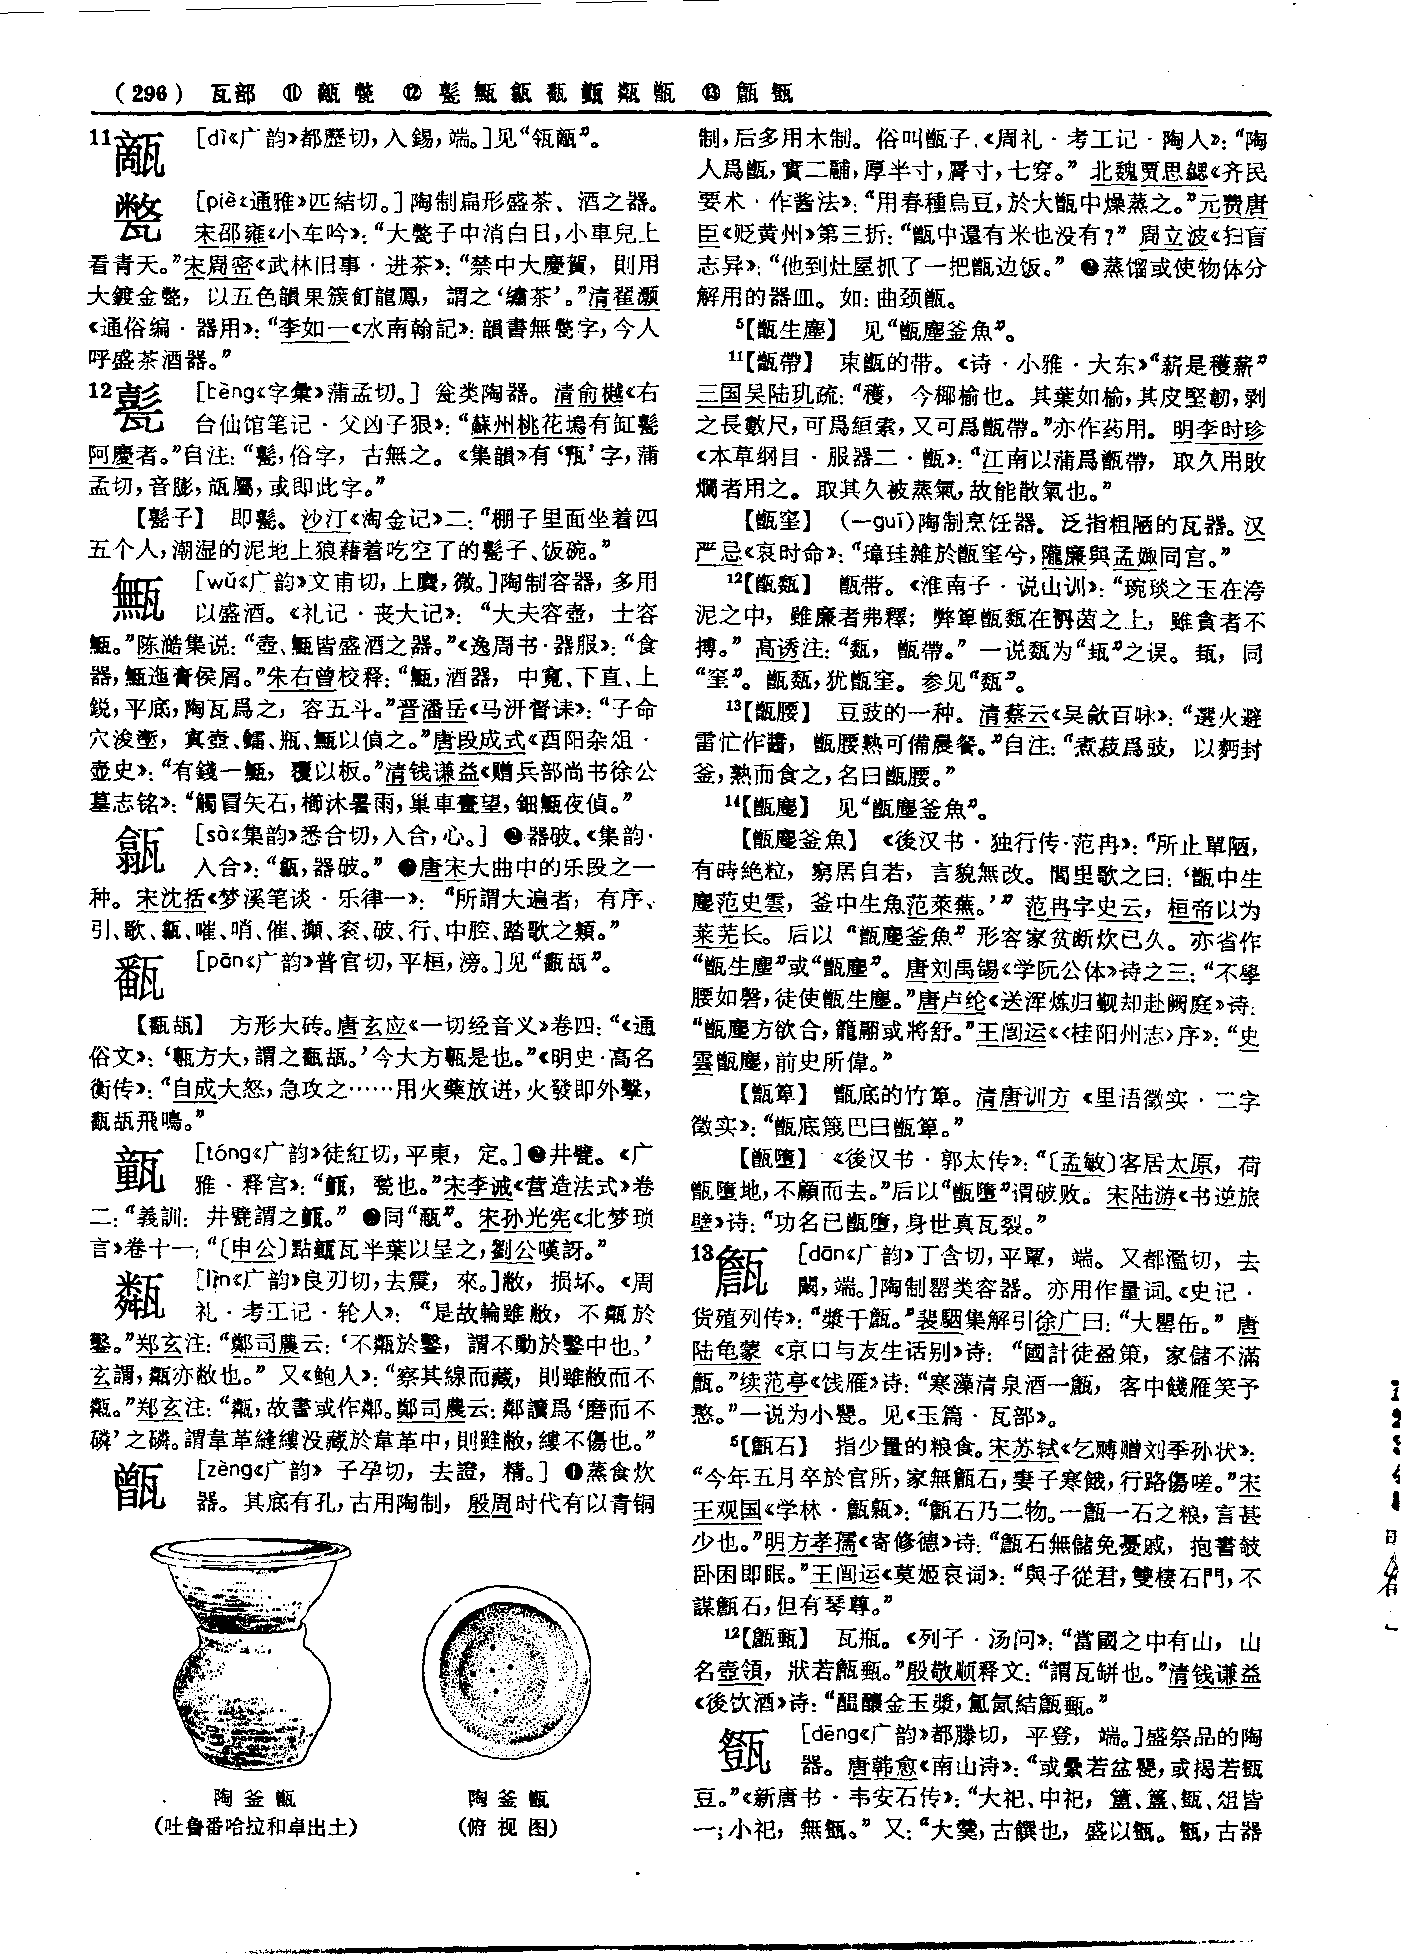 (296) 瓦部 ⑪ 甋 㽁 ⑫ 甏 甒 㽂 㽃 㽇 甐 甑 ⑬ 甔 㽅
11甋 [dì《广韵》都歷切，入錫，端。]见“瓴甋”。
[piè《通雅》匹結切。]陶制扁形盛茶、酒之器。
宋邵雍《小车吟》：“大㽁子中消白日，小車兒上
看青天。”宋周密《武林旧事·进茶》：“禁中大慶賀，則用
大鍍金㽁，以五色韻果簇飣龍鳳，謂之‘繡茶’。”清翟灏
《通俗编·器用》：“李如一《水南翰記》：韻書無㽁字，今人
呼盛茶酒器。”
12甏 [bèng《字彙》蒲孟切。] 瓮类陶器。清俞樾《右
台仙馆笔记·父凶子狠》：“蘇州桃花塢有缸甏
阿慶者。”自注：“甏，俗字，古無之。《集韻》有‘㼞’字，蒲
孟切，音膨，瓨屬，或即此字。”
【甏子】 即甏。沙汀《淘金记》二：“棚子里面坐着四
五个人，潮湿的泥地上狼藉着吃空了的甏子、饭碗。”
甒 [wǔ《广韵》文甫切，上麌，微。]陶制容器，多用
以盛酒。《礼记·丧大记》：“大夫容壺，士容
甒。”陈澔集说：“壺、甒皆盛酒之器。”《逸周书·器服》：“食
器，甒迤膏侯屑。”朱右曾校释：“甒，酒器，中寬、下直、上
鋭，平底，陶瓦爲之，容五斗。”晋潘岳《马汧督诔》：“子命
穴浚塹，寘壺、鐳、瓶、甒以偵之。”唐段成式《酉阳杂俎·
壶史》：“有錢一甒，覆以板。”清钱谦益《赠兵部尚书徐公
墓志铭》：“觸冒矢石，櫛沐暑雨，巢車晝望，鈿甒夜偵。”
[sà《集韵》悉合切，入合，心。] ❶器破。《集韵·
入合》：“㽂，器破。” ❷唐宋大曲中的乐段之一
种。宋沈括《梦溪笔谈·乐律一》：“所謂大遍者，有序、
引、歌、㽂、嗺、哨、催、攧、衮、破、行、中腔、踏歌之類。”
[pān《广韵》普官切，平桓，滂。]见“㽃瓳”。
【㽃瓳】 方形大砖。唐玄应《一切经音义》卷四：“《通
俗文》：‘甎方大，謂之㽃瓳。’今大方甎是也。”《明史·高名
衡传》：“自成大怒，急攻之……用火藥放迸，火發即外擊，
㽃瓳飛鳴。”
[tóng《广韵》徒紅切，平東，定。]❶井甓。《广
雅·释宫》：“㼿，甃也。”宋李诫《营造法式》卷
二：“義訓：井甓謂之㼿。” ❷同“㼧”。宋孙光宪《北梦琐
言》卷十一：“〔申公〕點㼿瓦半葉以呈之，劉公嘆訝。”
甐 [lìn《广韵》良刃切，去震，來。]敝，损坏。《周
礼·考工记·轮人》：“是故輪雖敝，不甐於
鑿。”郑玄注：“鄭司農云：‘不甐於鑿，謂不動於鑿中也。’
玄謂，甐亦敝也。” 又《鲍人》：“察其線而藏，則雖敝而不
甐。”郑玄注：“甐，故書或作鄰。鄭司農云：鄰讀爲‘磨而不
磷’之磷。謂韋革縫縷没藏於韋革中，則雖敝，縷不傷也。”
甑 [zèng《广韵》子孕切，去證，精。] ❶蒸食炊
器。其底有孔，古用陶制，殷周时代有以青铜
陶釜甑
(吐鲁番哈拉和卓出土)
陶釜甑
(俯视图)
制，后多用木制。俗叫甑子。《周礼·考工记·陶人》：“陶
人爲甑，實二鬴，厚半寸，脣寸，七穿。” 北魏贾思勰《齐民
要术·作酱法》：“用春種烏豆，於大甑中燥蒸之。”元费唐
臣《贬黄州》第三折：“甑中還有米也没有？” 周立波《扫盲
志异》：“他到灶屋抓了一把甑边饭。” ❷蒸馏或使物体分
解用的器皿。如：曲颈甑。
5【甑生塵】 见“甑塵釜魚”。
11【甑帶】 束甑的带。《诗·小雅·大东》“薪是穫薪”
三国吴陆玑疏：“穫，今椰榆也。其葉如榆，其皮堅韌，剥
之長數尺，可爲絙索，又可爲甑帶。”亦作药用。明李时珍
《本草纲目·服器二·甑》：“江南以蒲爲甑帶，取久用敗
爛者用之。取其久被蒸氣，故能散氣也。”
【甑窐】 (—guī)陶制烹饪器。泛指粗陋的瓦器。汉
严忌《哀时命》：“璋珪雜於甑窐兮，隴廉與孟娵同宫。”
12【甑瓾】 甑带。《淮南子·说山训》：“琬琰之玉在洿
泥之中，雖廉者弗釋；弊箄甑瓾在袇茵之上，雖貪者不
搏。” 高诱注：“瓾，甑帶。” 一说瓾为“㼷”之误。㼷，同
“窐”。甑瓾，犹甑窐。参见“瓾”。
13【甑腰】 豆豉的一种。清蔡云《吴歈百咏》：“選火避
雷忙作醬，甑腰熟可備晨餐。”自注：“煮菽爲豉，以麪封
釜，熟而食之，名曰甑腰。”
14【甑塵】 见“甑塵釜魚”。
【甑塵釜魚】 《後汉书·独行传·范冉》：“所止單陋，
有時絶粒，窮居自若，言貌無改。閭里歌之曰：‘甑中生
塵范史雲，釜中生魚范萊蕪。’” 范冉字史云，桓帝以为
莱芜长。后以“甑塵釜魚”形容家贫断炊已久。亦省作
“甑生塵”或“甑塵”。唐刘禹锡《学阮公体》诗之三：“不學
腰如磬，徒使甑生塵。”唐卢纶《送浑炼归觐却赴阙庭》诗：
“甑塵方欲合，籠翮或將舒。”王闿运《〈桂阳州志〉序》：“史
雲甑塵，前史所偉。”
【甑箄】 甑底的竹箄。清唐训方《里语徵实·二字
徵实》：“甑底篾巴曰甑箄。”
【甑墮】 《後汉书·郭太传》：“〔孟敏〕客居太原，荷
甑墮地，不顧而去。”后以“甑墮”谓破败。宋陆游《书逆旅
壁》诗：“功名已甑墮，身世真瓦裂。”
13甔 [dān《广韵》丁含切，平覃，端。又都濫切，去
闞，端。]陶制罂类容器。亦用作量词。《史记·
货殖列传》：“漿千甔。”裴駰集解引徐广曰：“大罌缶。” 唐
陆龟蒙《京口与友生话别》诗：“國計徒盈策，家儲不滿
甔。”续范亭《饯雁》诗：“寒藻清泉酒一甔，客中餞雁笑予
憨。”一说为小罂。见《玉篇·瓦部》。
5【甔石】 指少量的粮食。宋苏轼《乞赙赠刘季孙状》：
“今年五月卒於官所，家無甔石，妻子寒餓，行路傷嗟。”宋
王观国《学林·甔甀》：“甔石乃二物。一甔一石之粮，言甚
少也。”明方孝孺《寄修德》诗：“甔石無儲免憂戚，抱書敧
卧困即眠。”王闿运《莫姬哀词》：“與子從君，雙棲石門，不
謀甔石，但有琴尊。”
12【甔甀】 瓦瓶。《列子·汤问》：“當國之中有山，山
名壺領，狀若甔甀。”殷敬顺释文：“謂瓦缾也。”清钱谦益
《後饮酒》诗：“醖釀金玉漿，氤氲結甔甀。”
[dēng《广韵》都滕切，平登，端。]盛祭品的陶
器。唐韩愈《南山诗》：“或纍若盆罌，或揭若㽅
豆。”《新唐书·韦安石传》：“大祀、中祀，簠、簋、㽅、俎皆
一；小祀，無㽅。” 又：“大羹，古饌也，盛以㽅。㽅，古器